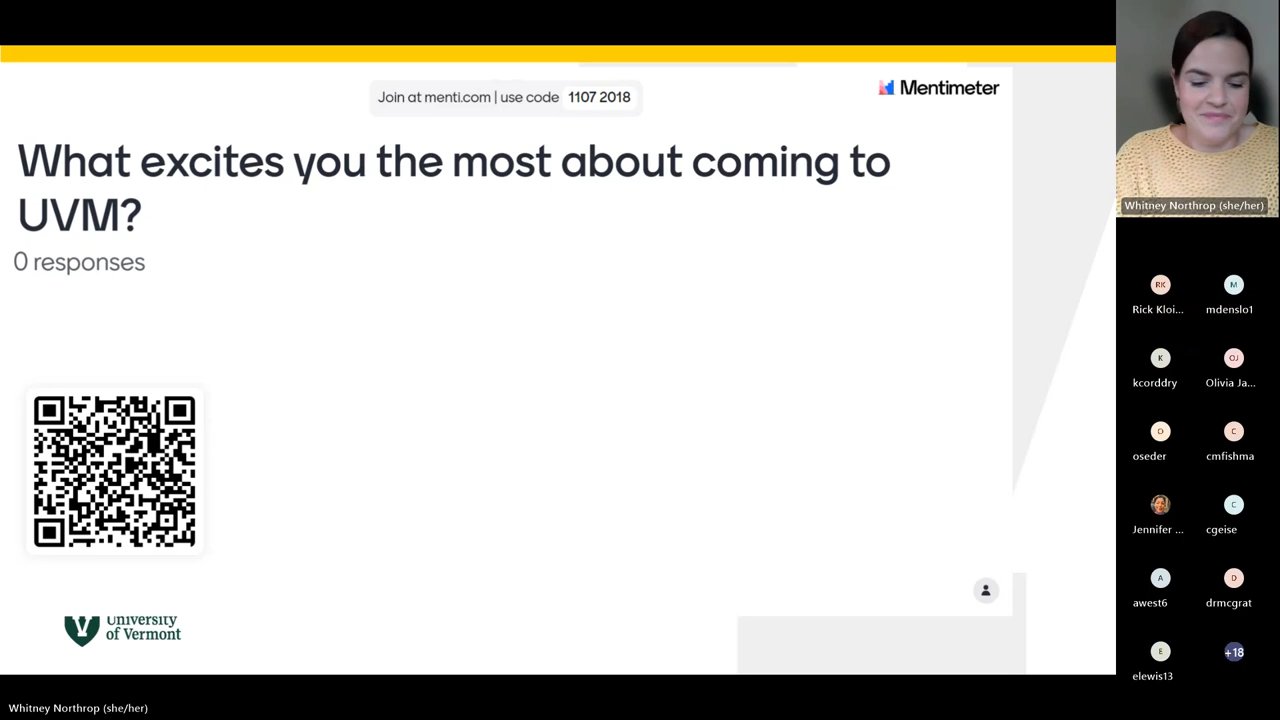 Join at menti.com | use code 1107 2018
Mentimeter
What excites you the most about coming to
UVM?
0 responses
University
of Vermont
Whitney Northrop (she/her)
RK
M
Rick Kloi...
mdenslo1
K
OJ
kcorddry
Olivia Ja...
O
C
oseder
cmfishma
C
Jennifer ...
cgeise
A
D
awest6
drmcgrat
E
+18
elewis13
Whitney Northrop (she/her)